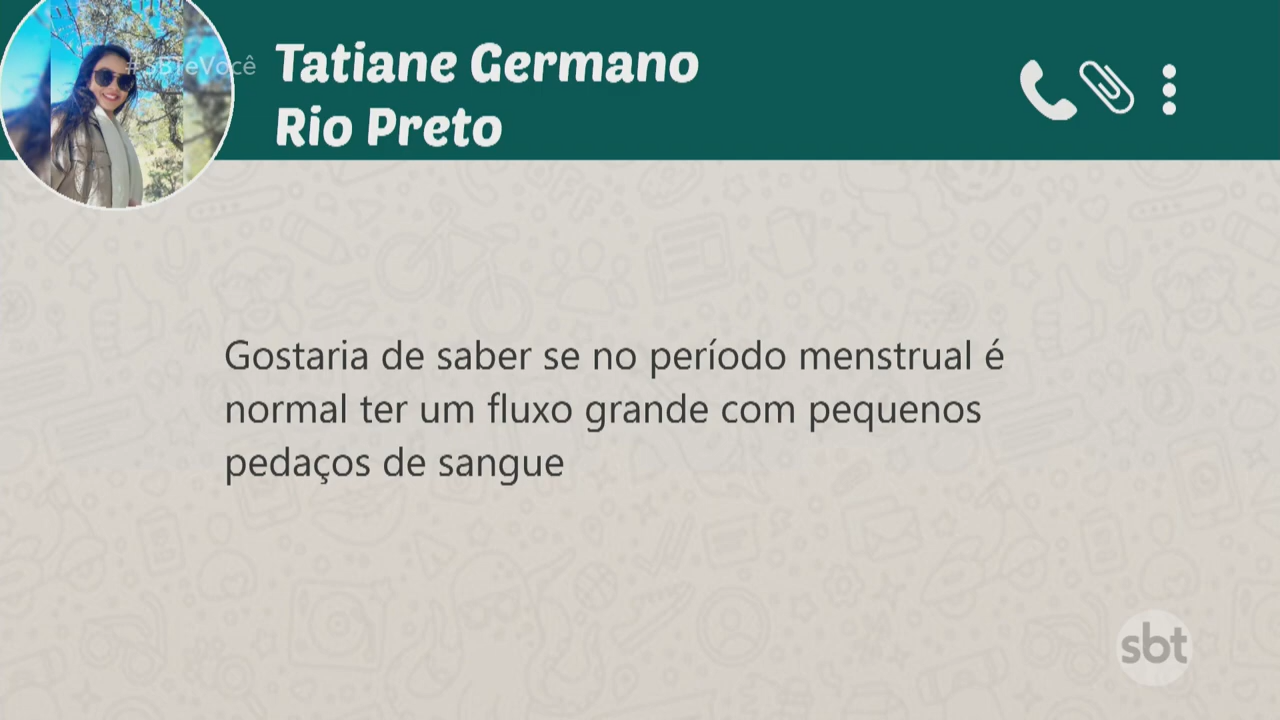 #SBTeVocê
Tatiane Germano
Rio Preto
Gostaria de saber se no período menstrual é
normal ter um fluxo grande com pequenos
pedaços de sangue
sbt